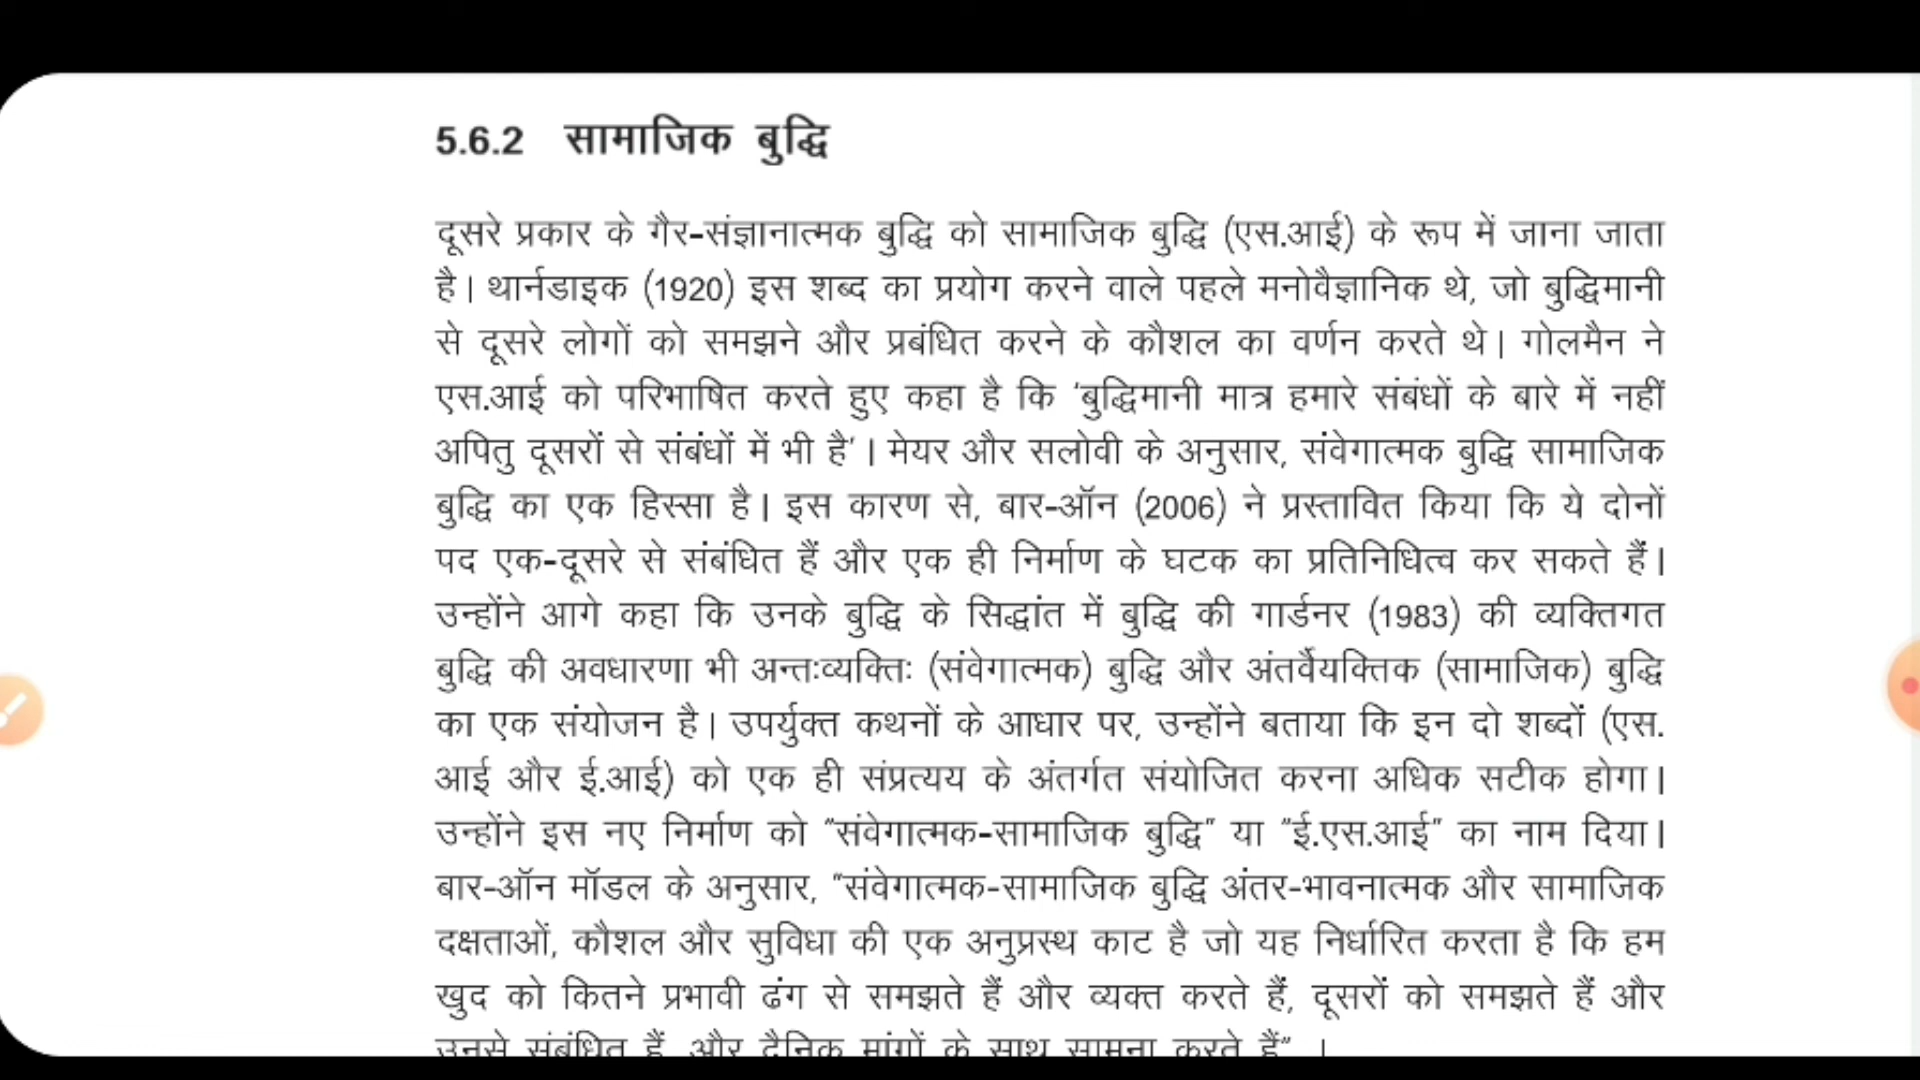 5.6.2 सामाजिक बुद्धि
दूसरे प्रकार के गैर-संज्ञानात्मक बुद्धि को सामाजिक बुद्धि (एस.आई) के रूप में जाना जाता
है। थार्नडाइक (1920) इस शब्द का प्रयोग करने वाले पहले मनोवैज्ञानिक थे, जो बुद्धिमानी
से दूसरे लोगों को समझने और प्रबंधित करने के कौशल का वर्णन करते थे। गोलमैन ने
एस.आई को परिभाषित करते हुए कहा है कि 'बुद्धिमानी मात्र हमारे संबंधों के बारे में नहीं
अपितु दूसरों से संबंधों में भी है'। मेयर और सलोवी के अनुसार, संवेगात्मक बुद्धि सामाजिक
बुद्धि का एक हिस्सा है। इस कारण से, बार-ऑन (2006) ने प्रस्तावित किया कि ये दोनों
पद एक-दूसरे से संबंधित हैं और एक ही निर्माण के घटक का प्रतिनिधित्व कर सकते हैं।
उन्होंने आगे कहा कि उनके बुद्धि के सिद्धांत में बुद्धि की गार्डनर (1983) की व्यक्तिगत
बुद्धि की अवधारणा भी अन्तःव्यक्तिः (संवेगात्मक) बुद्धि और अंतर्वैयक्तिक (सामाजिक) बुद्धि
का एक संयोजन है। उपर्युक्त कथनों के आधार पर, उन्होंने बताया कि इन दो शब्दों (एस.
आई और ई.आई) को एक ही संप्रत्यय के अंतर्गत संयोजित करना अधिक सटीक होगा।
उन्होंने इस नए निर्माण को "संवेगात्मक-सामाजिक बुद्धि" या "ई.एस.आई" का नाम दिया।
बार-ऑन मॉडल के अनुसार, "संवेगात्मक-सामाजिक बुद्धि अंतर-भावनात्मक और सामाजिक
दक्षताओं, कौशल और सुविधा की एक अनुप्रस्थ काट है जो यह निर्धारित करता है कि हम
खुद को कितने प्रभावी ढंग से समझते हैं और व्यक्त करते हैं, दूसरों को समझते हैं और
उनसे संबंधित हैं, और दैनिक मांगों के साथ सामना करते हैं" ।